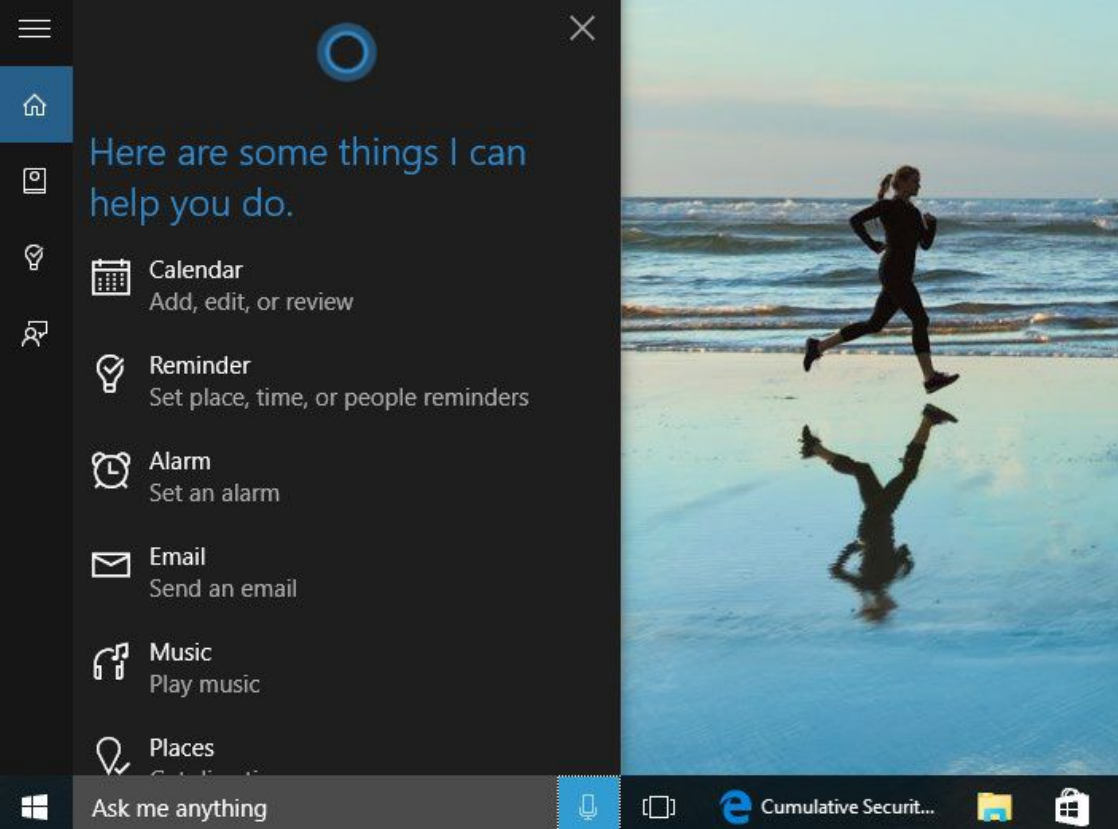 Here are some things I can
help you do.
Calendar
Add, edit, or review
Reminder
Set place, time, or people reminders
Alarm
Set an alarm
Email
Send an email
Music
Play music
Places
Ask me anything
Cumulative Securit...